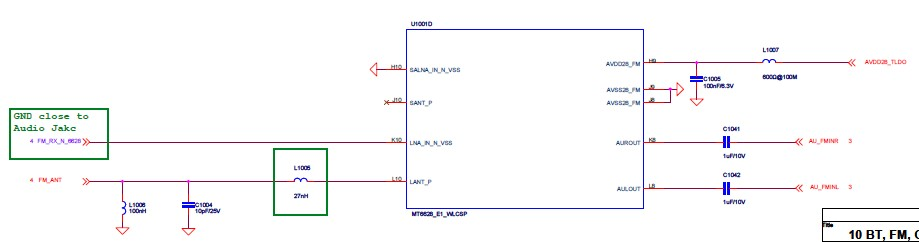 U1001D
GND close to
Audio Jakc
4 FM_RX_N_6628
4 FM_ANT
L1006
100nH
C1004
10pF/25V
L1005
27nH
H10 SALNA_IN_N_VSS
J10 SANT_P
K10 LNA_IN_N_VSS
L10 LANT_P
MT6628_E1_WLCSP
AVDD28_FM H9
AVSS28_FM J9
AVSS28_FM J8
AUROUT K8
AULOUT L8
L1007
600Ω@100M
AVDD28_TLDO
C1005
100nF/6.3V
C1041
1uF/10V
AU_FMINR 3
C1042
1uF/10V
AU_FMINL 3
Title
10 BT, FM,